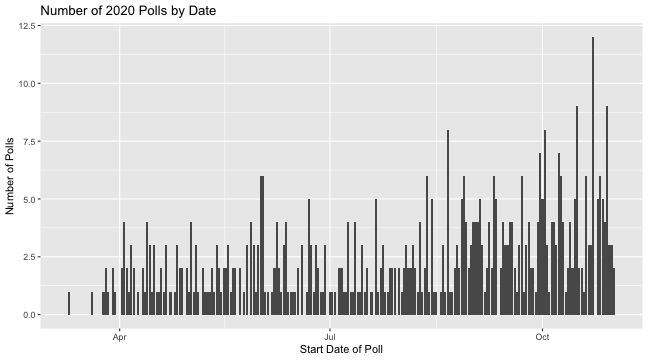 Number of 2020 Polls by Date
12.5
10.0
7.5
5.0
2.5
0.0
Number of Polls
Apr
Jul
Oct
Start Date of Poll